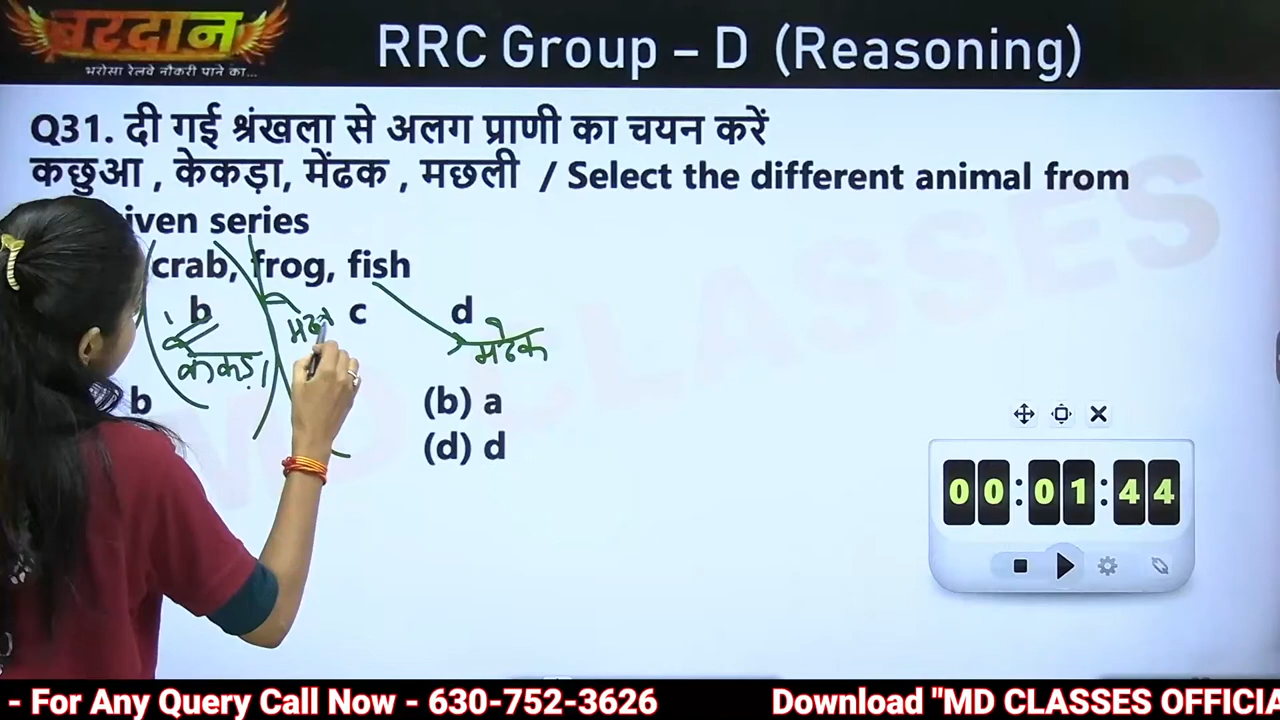 बरदान
भरोसा रेलवे नौकरी पाने का...
RRC Group – D (Reasoning)
Q31. दी गई श्रंखला से अलग प्राणी का चयन करें
कछुआ , केकड़ा, मेंढक , मछली / Select the different animal from
iven series
crab, frog, fish
b c d
केकड़ा
मेढक
b (b) a
(d) d
00:01:44
- For Any Query Call Now - 630-752-3626 Download "MD CLASSES OFFICIA